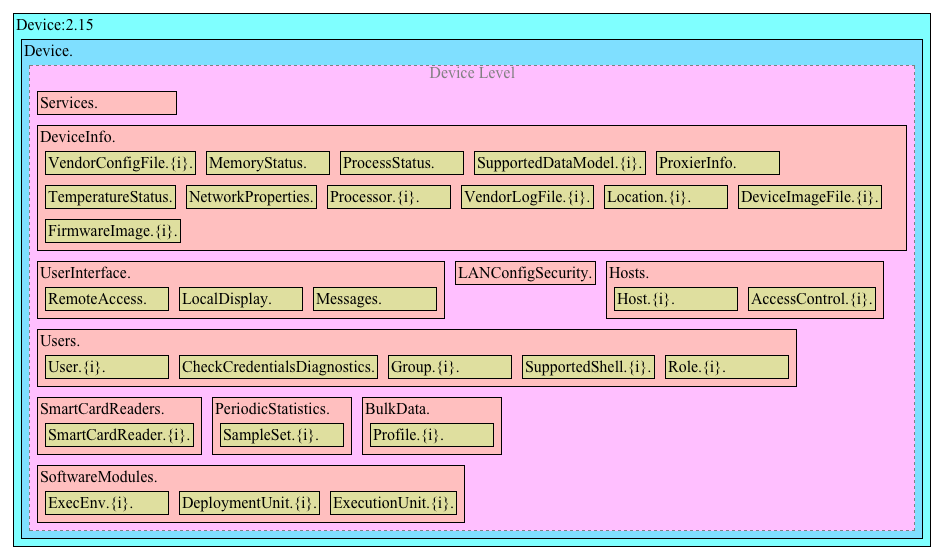 Device:2.15
Device.
Device Level
Services.
DeviceInfo.
VendorConfigFile.{i}. MemoryStatus. ProcessStatus. SupportedDataModel.{i}. ProxierInfo.
TemperatureStatus. NetworkProperties. Processor.{i}. VendorLogFile.{i}. Location.{i}. DeviceImageFile.{i}.
FirmwareImage.{i}.
UserInterface. LANConfigSecurity. Hosts.
RemoteAccess. LocalDisplay. Messages. Host.{i}. AccessControl.{i}.
Users.
User.{i}. CheckCredentialsDiagnostics. Group.{i}. SupportedShell.{i}. Role.{i}.
SmartCardReaders. PeriodicStatistics. BulkData.
SmartCardReader.{i}. SampleSet.{i}. Profile.{i}.
SoftwareModules.
ExecEnv.{i}. DeploymentUnit.{i}. ExecutionUnit.{i}.